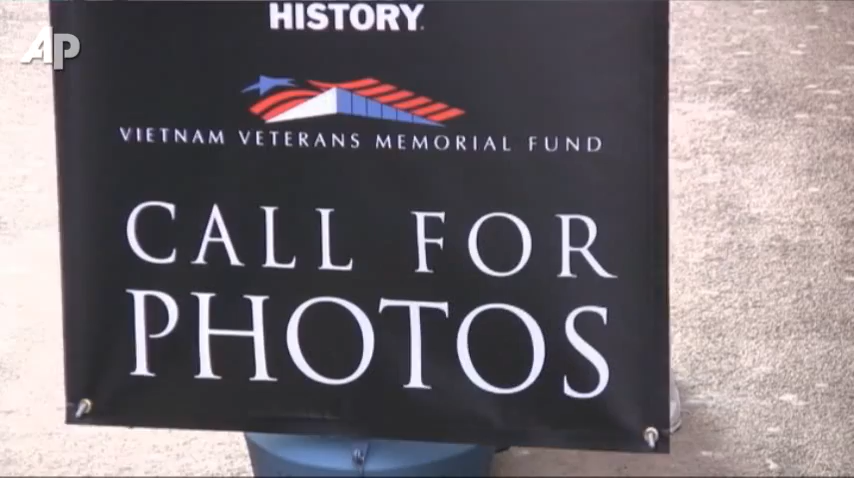 AP
HISTORY.
VIETNAM VETERANS MEMORIAL FUND
CALL FOR
PHOTOS